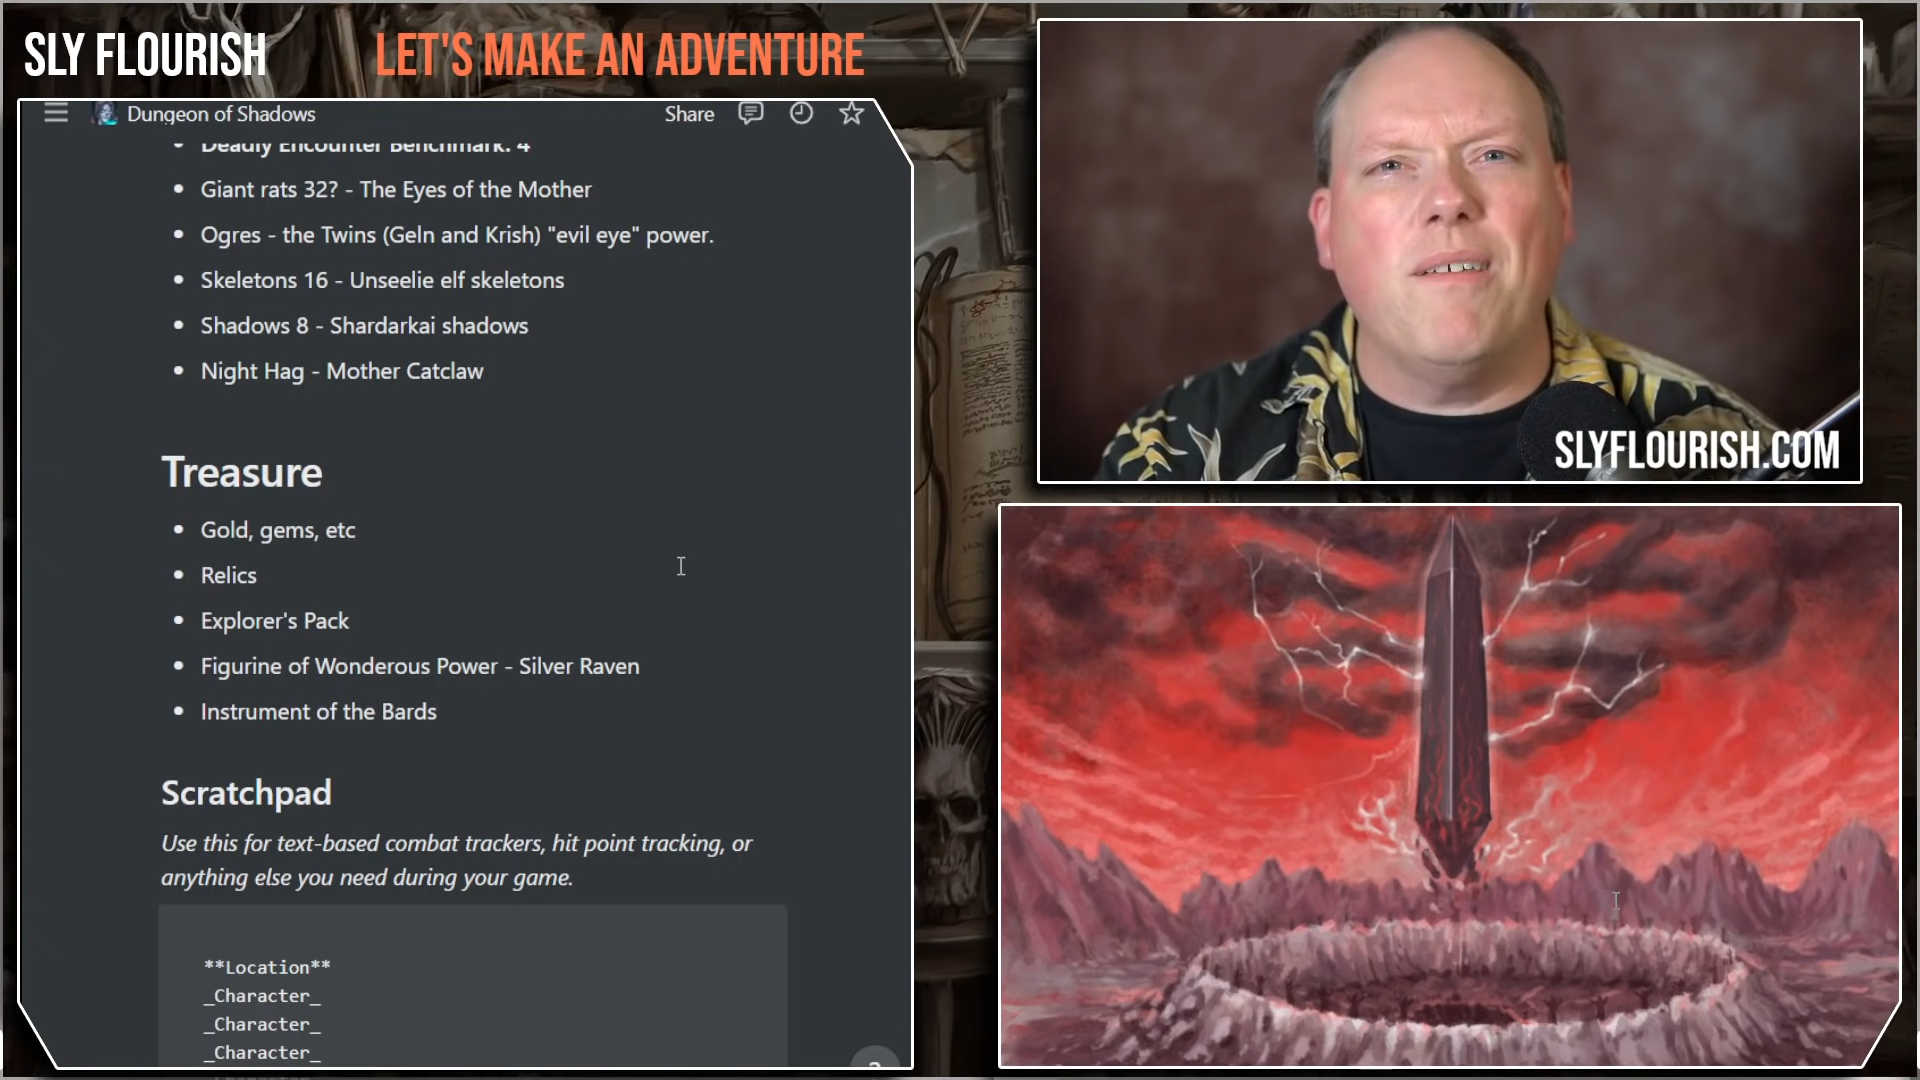 SLY FLOURISH
LET'S MAKE AN ADVENTURE
Dungeon of Shadows
Share
Deadly Encounter Benchmark: 4
Giant rats 32? - The Eyes of the Mother
Ogres - the Twins (Geln and Krish) "evil eye" power.
Skeletons 16 - Unseelie elf skeletons
Shadows 8 - Shardarkai shadows
Night Hag - Mother Catclaw
Treasure
Gold, gems, etc
Relics
Explorer's Pack
Figurine of Wonderous Power - Silver Raven
Instrument of the Bards
Scratchpad
Use this for text-based combat trackers, hit point tracking, or
anything else you need during your game.
**Location**
_Character_
_Character_
_Character_
SLYFLOURISH.COM